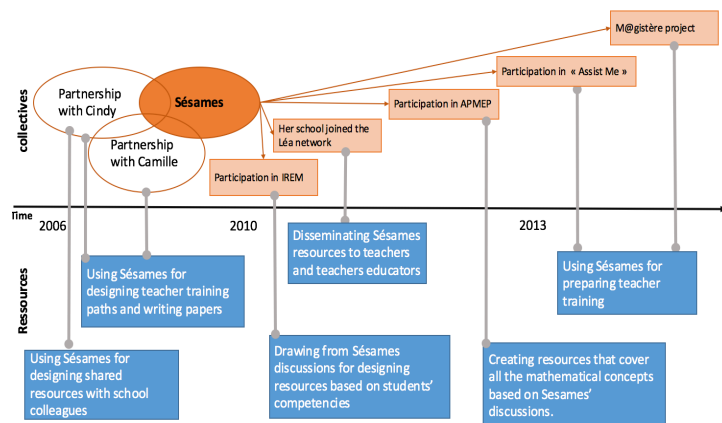 M@gistère project
Participation in « Assist Me »
Partnership
with Cindy
Sésames
Participation in APMEP
collectives
Her school joined the
Léa network
Partnership
with Camille
Participation in IREM
Time
2006
2010
2013
Disseminating Sésames
resources to teachers
and teachers educators
Using Sésames for
designing teacher training
paths and writing papers
Using Sésames for
preparing teacher
training
Ressources
Using Sésames for
designing shared
resources with school
colleagues
Drawing from Sésames
discussions for designing
resources based on students’
competencies
Creating resources that cover
all the mathematical concepts
based on Sesames’
discussions.